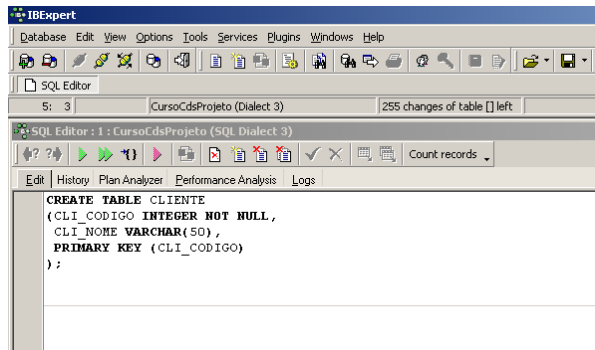 IBExpert
Database Edit View Options Tools Services Plugins Windows Help
SQL Editor
5: 3 CursoCdsProjeto (Dialect 3) 255 changes of table [] left
SQL Editor : 1 : CursoCdsProjeto (SQL Dialect 3)
Count records
Edit History Plan Analyzer Performance Analysis Logs
CREATE TABLE CLIENTE
(CLI_CODIGO INTEGER NOT NULL,
CLI_NOME VARCHAR(50),
PRIMARY KEY (CLI_CODIGO)
);